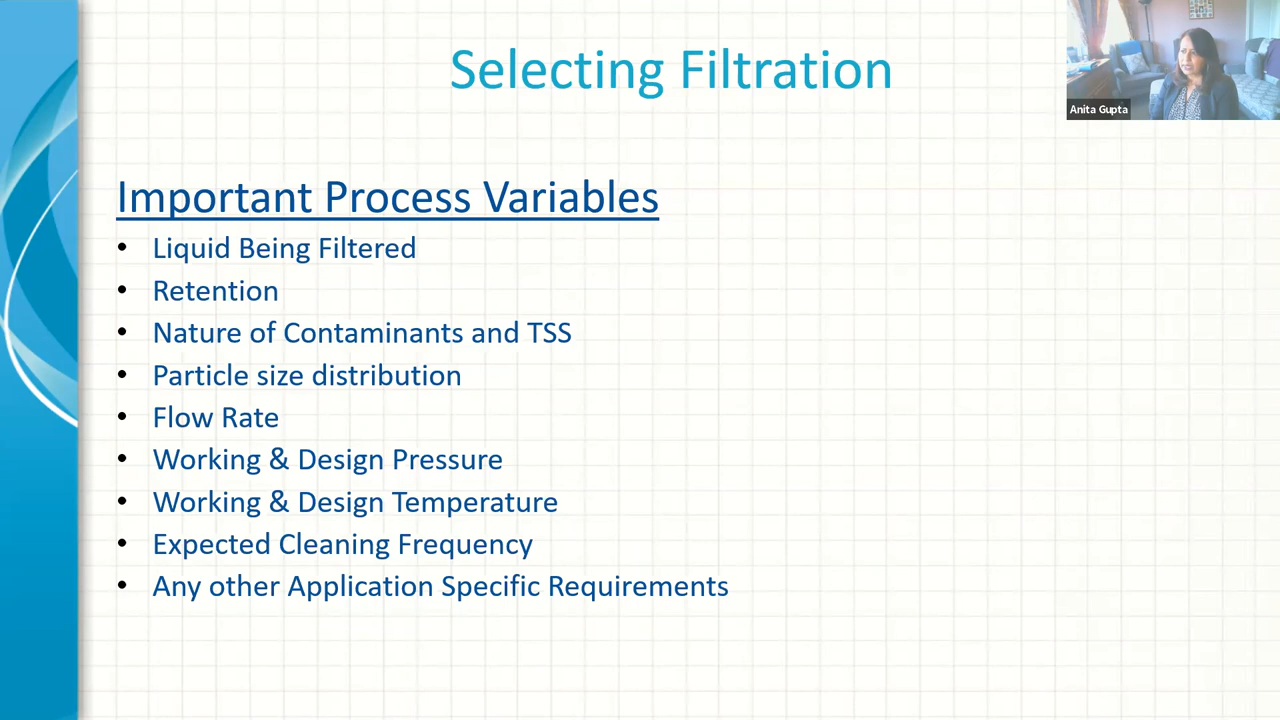 Selecting Filtration
Anita Gupta
Important Process Variables
• Liquid Being Filtered
• Retention
• Nature of Contaminants and TSS
• Particle size distribution
• Flow Rate
• Working & Design Pressure
• Working & Design Temperature
• Expected Cleaning Frequency
• Any other Application Specific Requirements